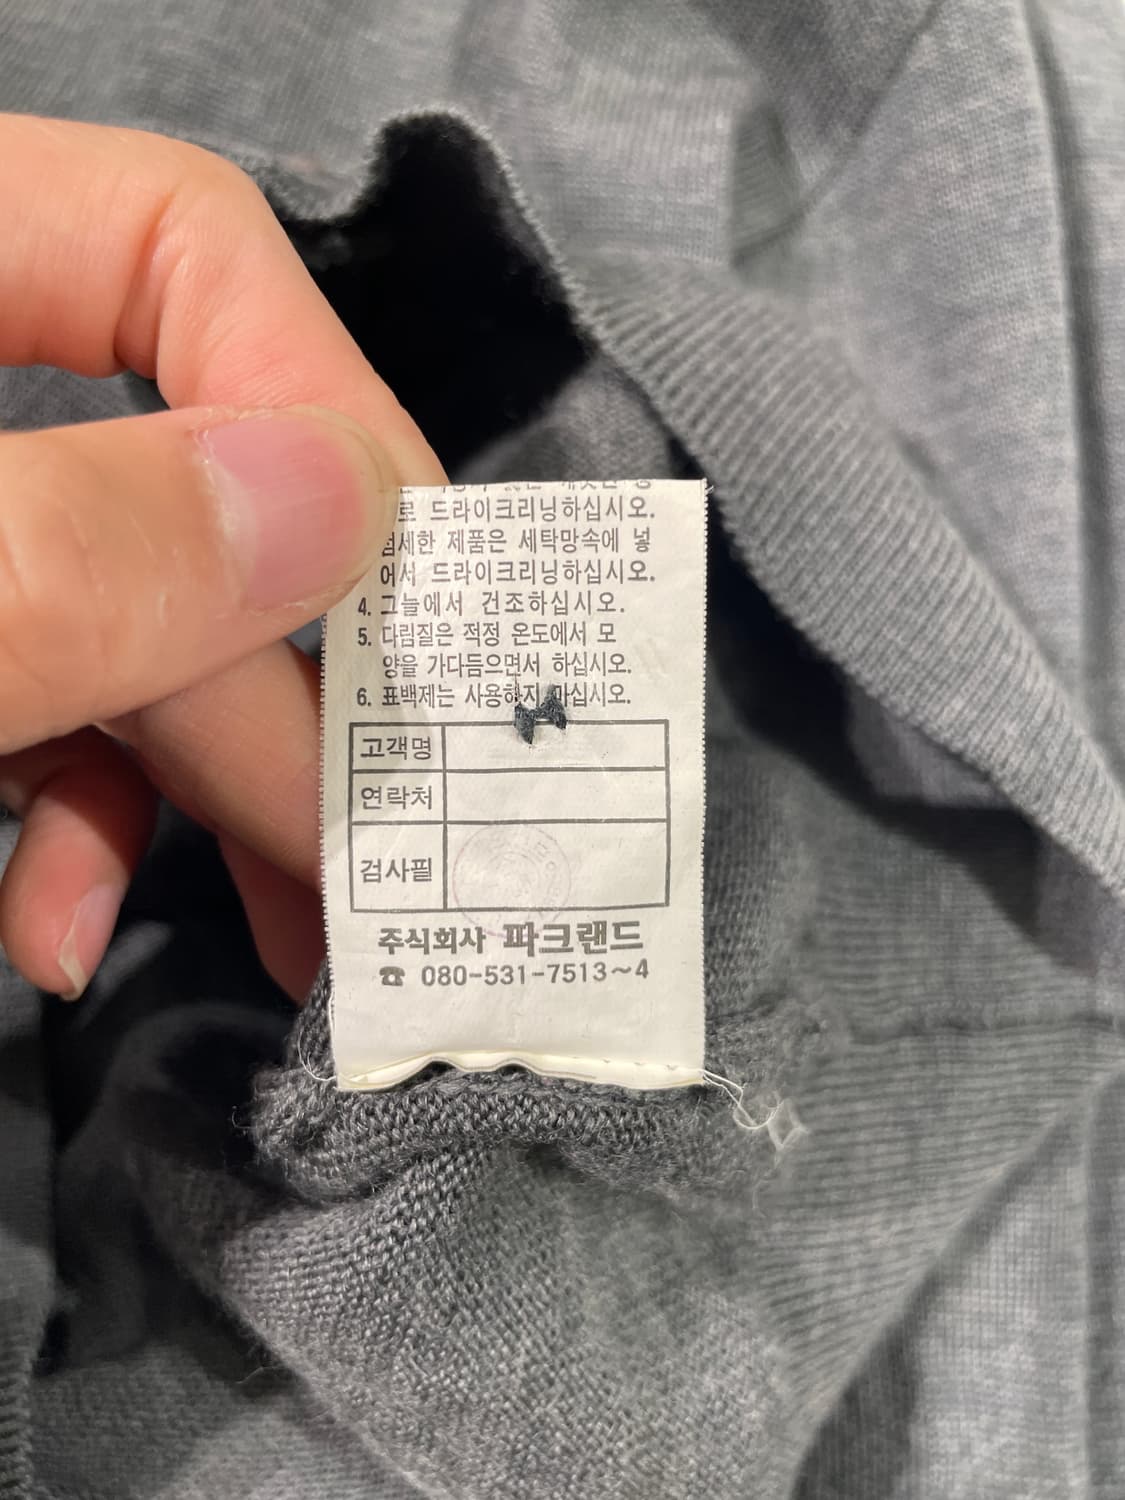 로 드라이크리닝하십시오.
섬세한 제품은 세탁망속에 넣
어서 드라이크리닝하십시오.
4. 그늘에서 건조하십시오.
5. 다림질은 적정 온도에서 모
양을 가다듬으면서 하십시오.
6. 표백제는 사용하지 마십시오.
고객명
연락처
검사필
주식회사 파크랜드
☎ 080-531-7513~4